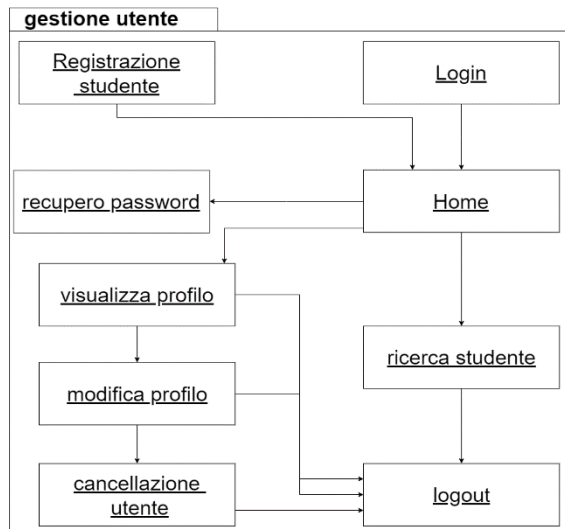 gestione utente
Registrazione
studente
Login
recupero password
Home
visualizza profilo
ricerca studente
modifica profilo
cancellazione
utente
logout